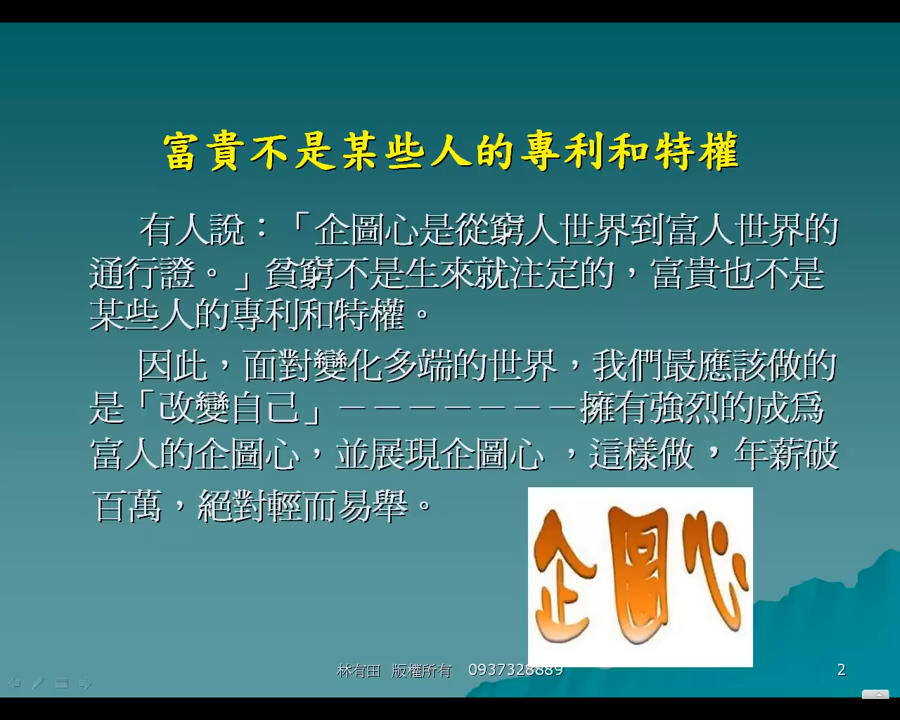 富貴不是某些人的專利和特權
有人說：「企圖心是從窮人世界到富人世界的
通行證。」貧窮不是生來就注定的，富貴也不是
某些人的專利和特權。
因此，面對變化多端的世界，我們最應該做的
是「改變自己」－－－－－－－擁有強烈的成為
富人的企圖心，並展現企圖心 ，這樣做，年薪破
百萬，絕對輕而易舉。
企圖心
林有田 版權所有 0937328889
2